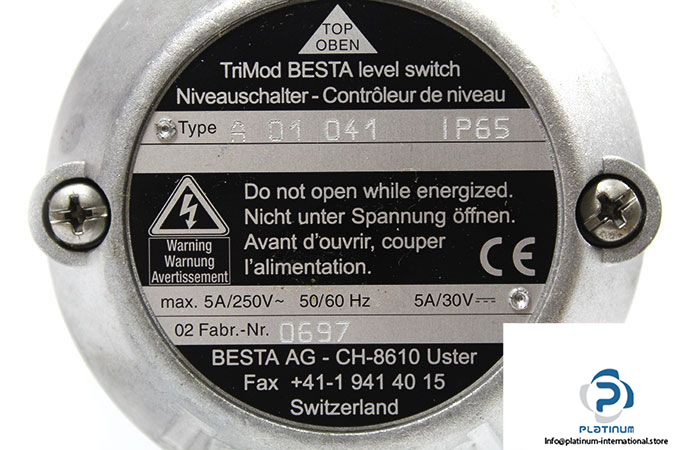 TOP
OBEN
TriMod BESTA level switch
Niveauschalter - Contrôleur de niveau
Type A 01 041 IP65
Do not open while energized.
Nicht unter Spannung öffnen.
Avant d'ouvrir, couper
l'alimentation.
Warning
Warnung
Avertissement
CE
max. 5A/250V~ 50/60 Hz 5A/30V⎓
02 Fabr.-Nr. 0697
BESTA AG - CH-8610 Uster
Fax +41-1 941 40 15
Switzerland
PLATINUM
Info@platinum-international.store